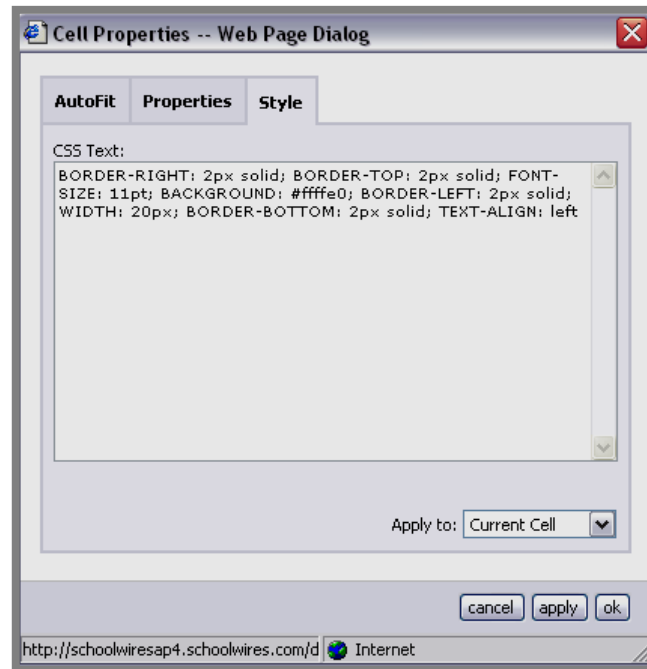 Cell Properties -- Web Page Dialog
AutoFit Properties Style
CSS Text:
BORDER-RIGHT: 2px solid; BORDER-TOP: 2px solid; FONT-
SIZE: 11pt; BACKGROUND: #ffffe0; BORDER-LEFT: 2px solid;
WIDTH: 20px; BORDER-BOTTOM: 2px solid; TEXT-ALIGN: left
Apply to: Current Cell
cancel apply ok
http://schoolwiresap4.schoolwires.com/d Internet